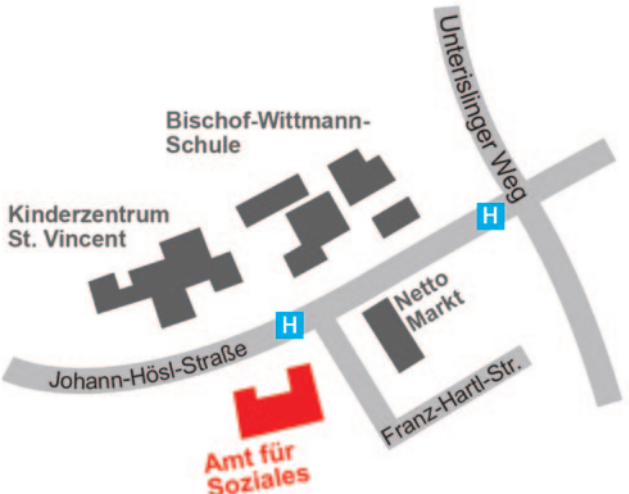 Unterislinger Weg
Bischof-Wittmann-
Schule
Kinderzentrum
St. Vincent
H
Netto
Markt
H
Johann-Hösl-Straße
Franz-Hartl-Str.
Amt für
Soziales